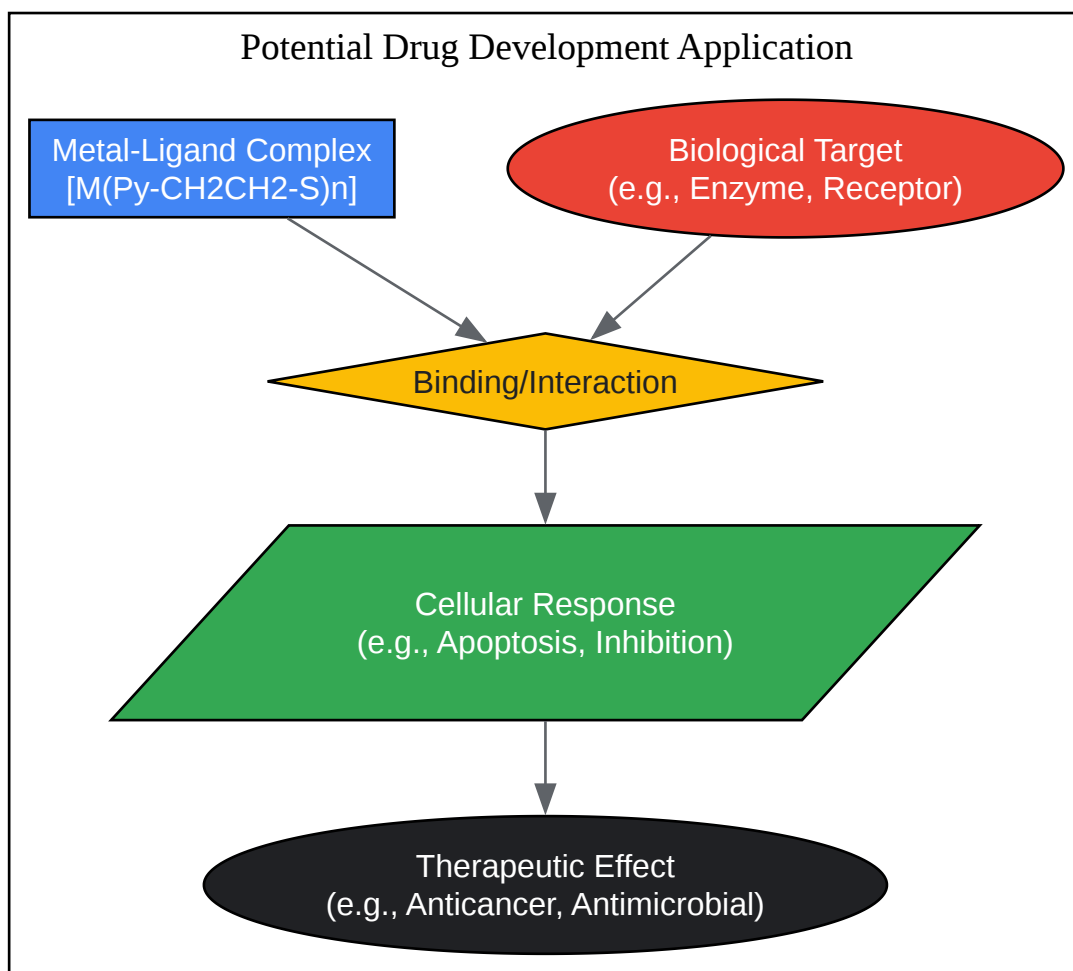 Potential Drug Development Application
Metal-Ligand Complex
[M(Py-CH2CH2-S)n]
Biological Target
(e.g., Enzyme, Receptor)
Binding/Interaction
Cellular Response
(e.g., Apoptosis, Inhibition)
Therapeutic Effect
(e.g., Anticancer, Antimicrobial)